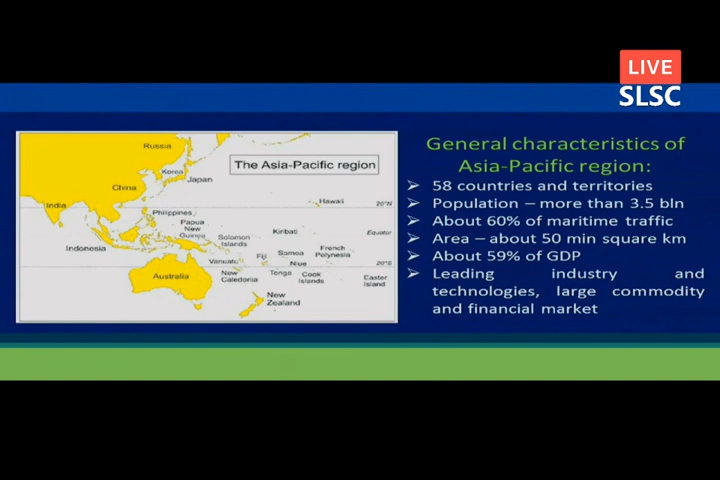 LIVE
SLSC
General characteristics of
Asia-Pacific region:
➢ 58 countries and territories
➢ Population – more than 3.5 bln
➢ About 60% of maritime traffic
➢ Area – about 50 min square km
➢ About 59% of GDP
➢ Leading industry and
technologies, large commodity
and financial market
The Asia-Pacific region
Russia
Korea
Japan
China
India
Hawaii
20°N
Philippines
Papua
New
Guinea
Solomon
Islands
Kiribati
Equator
Indonesia
Vanuatu
Fiji
Samoa
Niue
French
Polynesia
20°S
Australia
New
Caledonia
Tonga
Cook
Islands
Easter
Island
New
Zealand